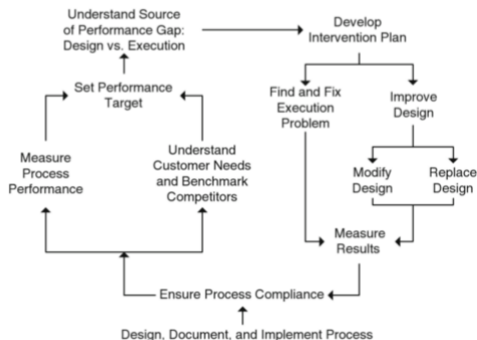 Understand Source
of Performance Gap:
Design vs. Execution
Develop
Intervention Plan
Set Performance
Target
Find and Fix
Execution
Problem
Improve
Design
Measure
Process
Performance
Understand
Customer Needs
and Benchmark
Competitors
Modify
Design
Replace
Design
Measure
Results
Ensure Process Compliance
Design, Document, and Implement Process